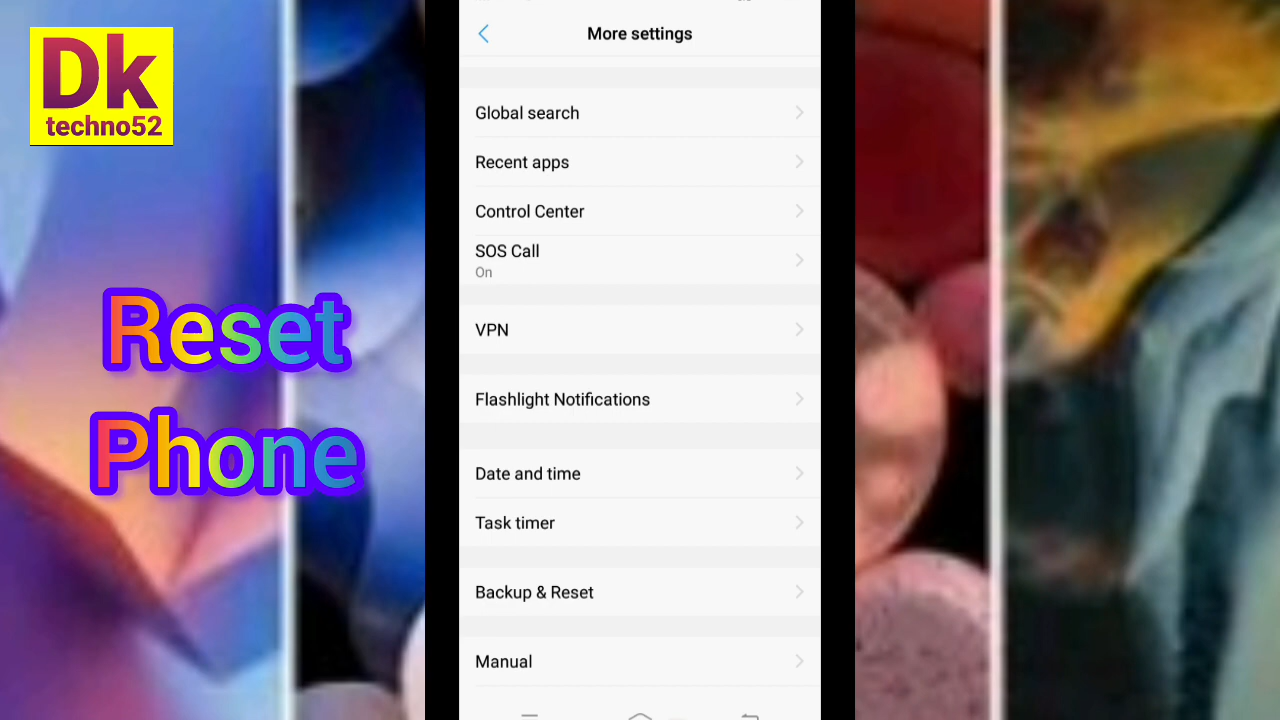 Dk
techno52
Reset
Phone
More settings
Global search
Recent apps
Control Center
SOS Call
On
VPN
Flashlight Notifications
Date and time
Task timer
Backup & Reset
Manual